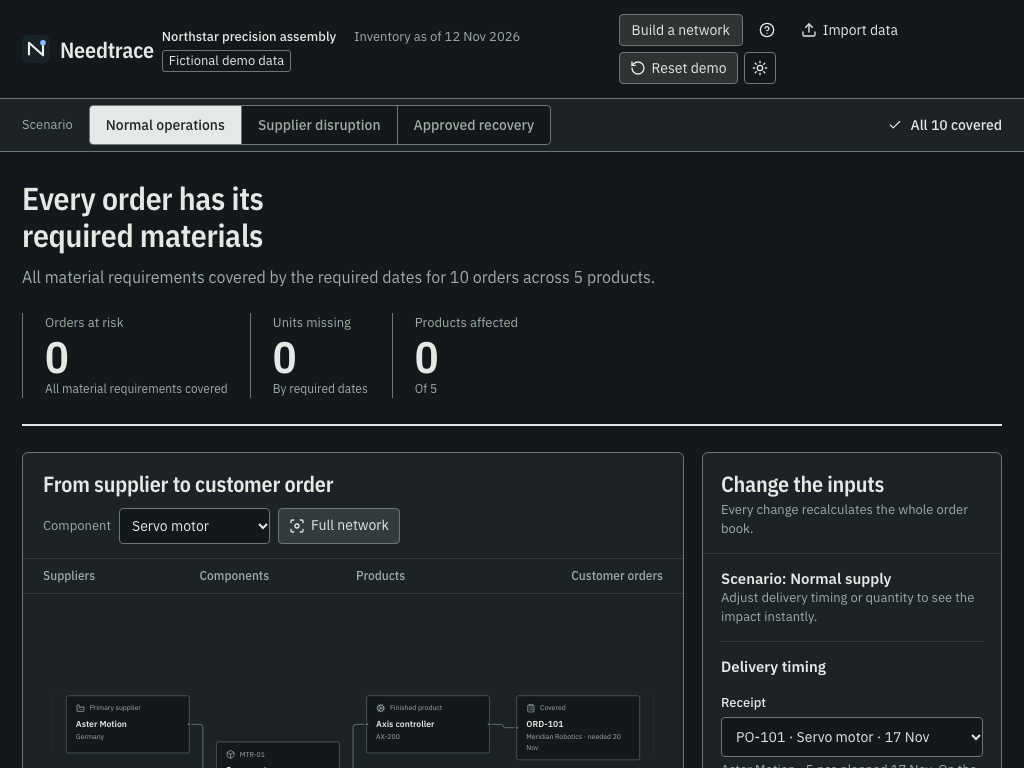 Needtrace
Northstar precision assembly
Inventory as of 12 Nov 2026
Fictional demo data
Build a network
Import data
Reset demo
Scenario
Normal operations
Supplier disruption
Approved recovery
All 10 covered
Every order has its
required materials
All material requirements covered by the required dates for 10 orders across 5 products.
Orders at risk
0
All material requirements covered
Units missing
0
By required dates
Products affected
0
Of 5
From supplier to customer order
Component
Servo motor
Full network
Suppliers
Components
Products
Customer orders
Primary supplier
Aster Motion
Germany
MTR-01
Finished product
Axis controller
AX-200
Covered
ORD-101
Meridian Robotics · needed 20
Nov
Change the inputs
Every change recalculates the whole order
book.
Scenario: Normal supply
Adjust delivery timing or quantity to see the
impact instantly.
Delivery timing
Receipt
PO-101 · Servo motor · 17 Nov